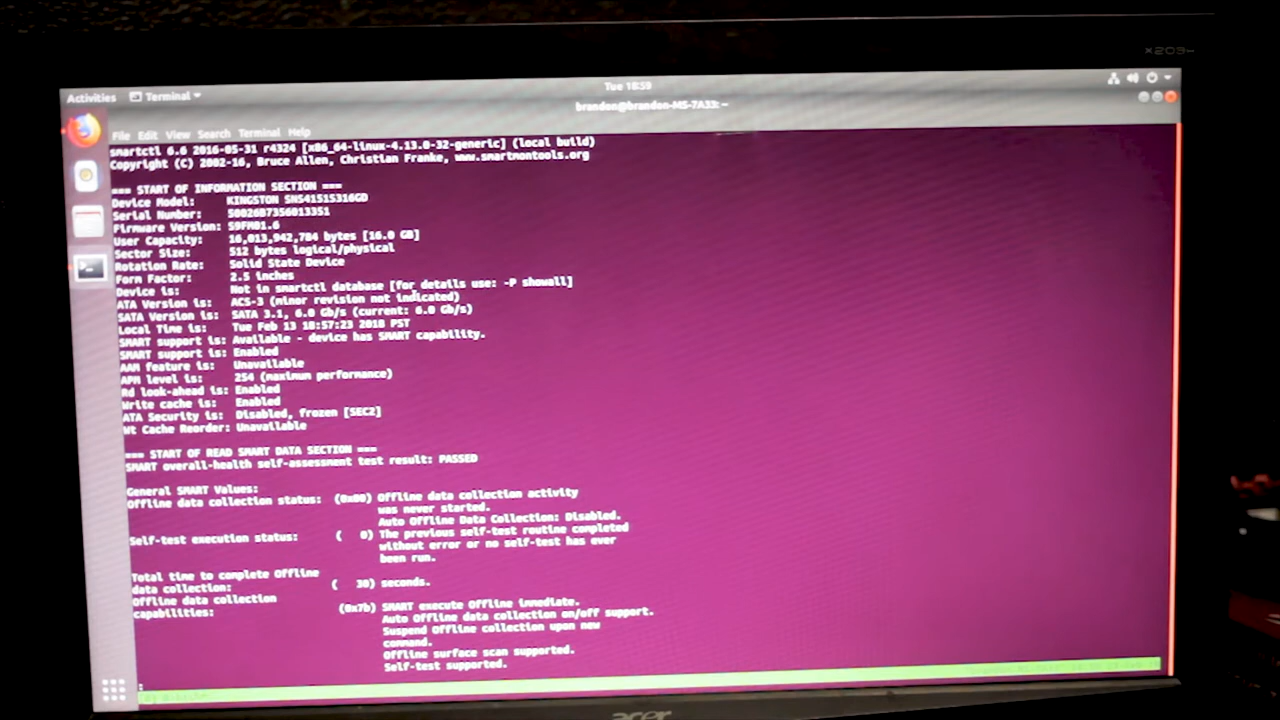 x203w
Activities Terminal Tue 18:59
brandon@brandon-MS-7A33: ~
File Edit View Search Terminal Help
smartctl 6.6 2016-05-31 r4324 [x86_64-linux-4.13.0-32-generic] (local build)
Copyright (C) 2002-16, Bruce Allen, Christian Franke, www.smartmontools.org
=== START OF INFORMATION SECTION ===
Device Model: KINGSTON SNS4151S316GD
Serial Number: 50026B7356013351
Firmware Version: S9FM01.6
User Capacity: 16,013,942,784 bytes [16.0 GB]
Sector Size: 512 bytes logical/physical
Rotation Rate: Solid State Device
Form Factor: 2.5 inches
Device is: Not in smartctl database [for details use: -P showall]
ATA Version is: ACS-3 (minor revision not indicated)
SATA Version is: SATA 3.1, 6.0 Gb/s (current: 6.0 Gb/s)
Local Time is: Tue Feb 13 18:57:23 2018 PST
SMART support is: Available - device has SMART capability.
SMART support is: Enabled
AAM feature is: Unavailable
APM level is: 254 (maximum performance)
Rd look-ahead is: Enabled
Write cache is: Enabled
ATA Security is: Disabled, frozen [SEC2]
Wt Cache Reorder: Unavailable
=== START OF READ SMART DATA SECTION ===
SMART overall-health self-assessment test result: PASSED
General SMART Values:
Offline data collection status: (0x00) Offline data collection activity
was never started.
Auto Offline Data Collection: Disabled.
Self-test execution status: ( 0) The previous self-test routine completed
without error or no self-test has ever
been run.
Total time to complete Offline
data collection: ( 30) seconds.
Offline data collection
capabilities: (0x7b) SMART execute Offline immediate.
Auto Offline data collection on/off support.
Suspend Offline collection upon new
command.
Offline surface scan supported.
Self-test supported.
:
acer